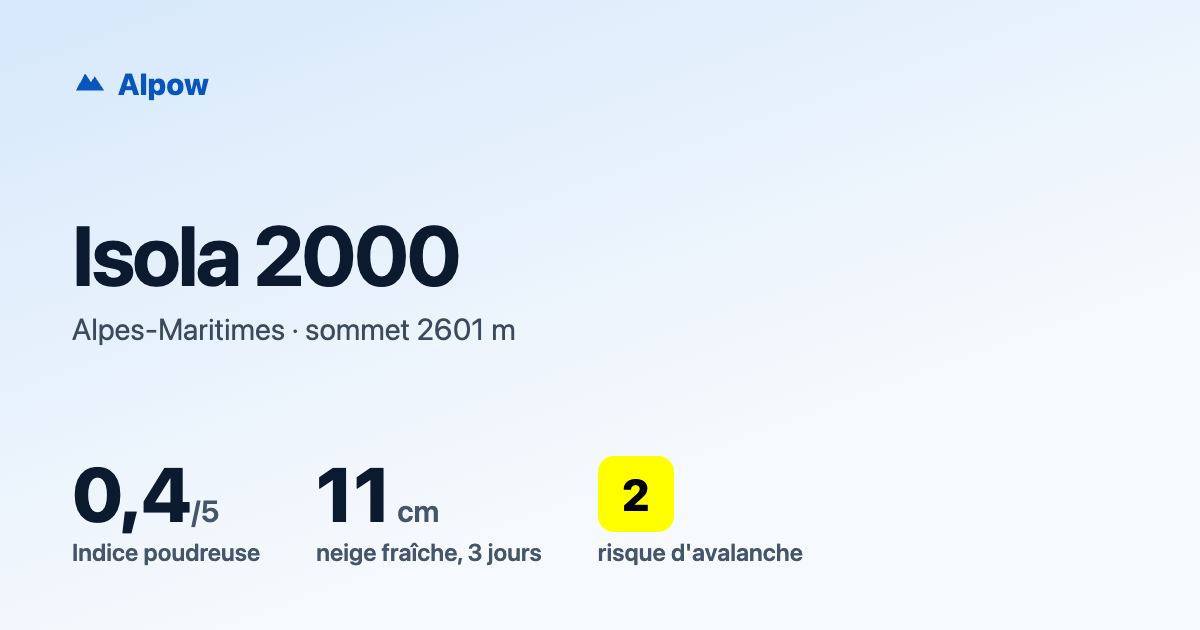 Alpow
Isola 2000
Alpes-Maritimes · sommet 2601 m
0,4/5
Indice poudreuse
11 cm
neige fraîche, 3 jours
2
risque d'avalanche